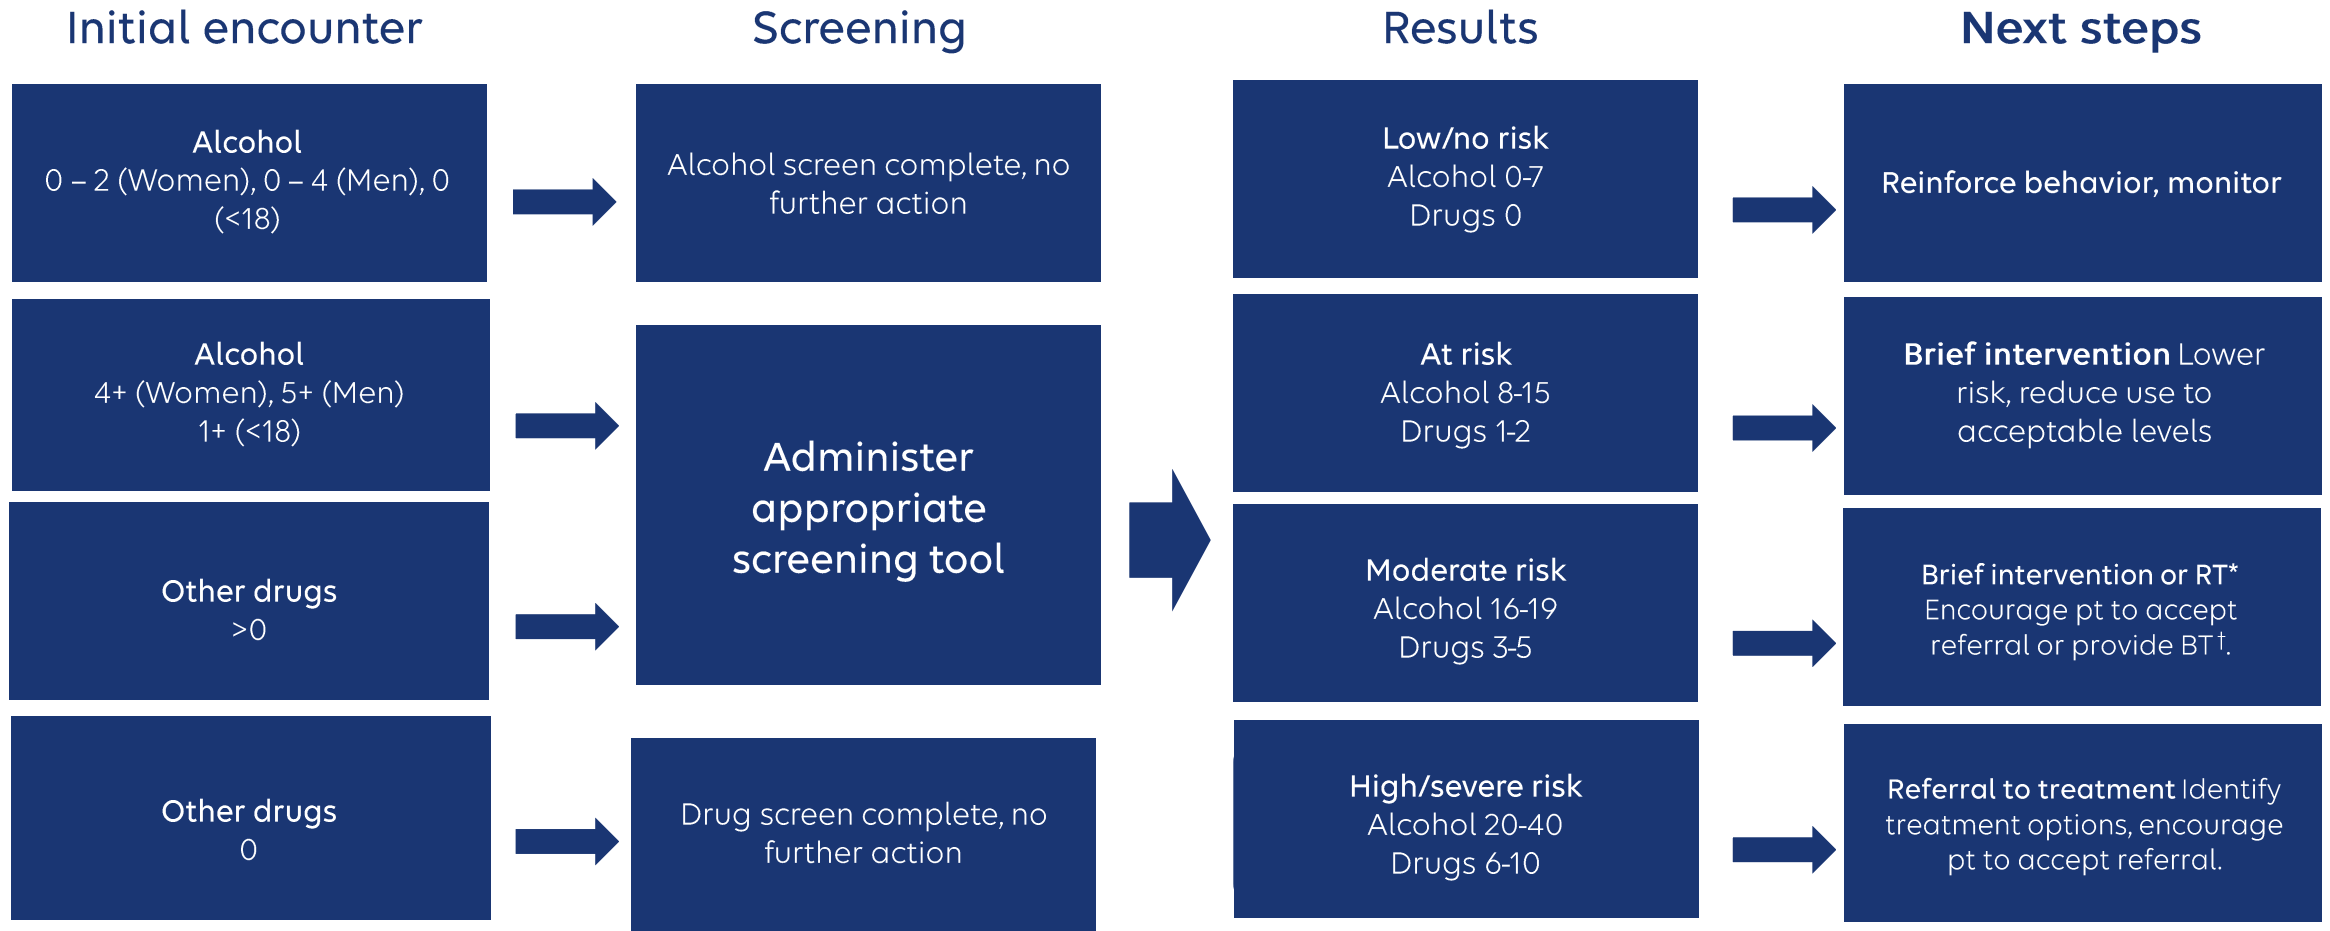 Initial encounter
Screening
Results
Next steps
Alcohol
0 – 2 (Women), 0 – 4 (Men), 0
(<18)
Alcohol screen complete, no
further action
Low/no risk
Alcohol 0-7
Drugs 0
Reinforce behavior, monitor
Alcohol
4+ (Women), 5+ (Men)
1+ (<18)
Administer
appropriate
screening tool
At risk
Alcohol 8-15
Drugs 1-2
Brief intervention Lower
risk, reduce use to
acceptable levels
Other drugs
>0
Moderate risk
Alcohol 16-19
Drugs 3-5
Brief intervention or RT*
Encourage pt to accept
referral or provide BT†.
Other drugs
0
Drug screen complete, no
further action
High/severe risk
Alcohol 20-40
Drugs 6-10
Referral to treatment Identify
treatment options, encourage
pt to accept referral.